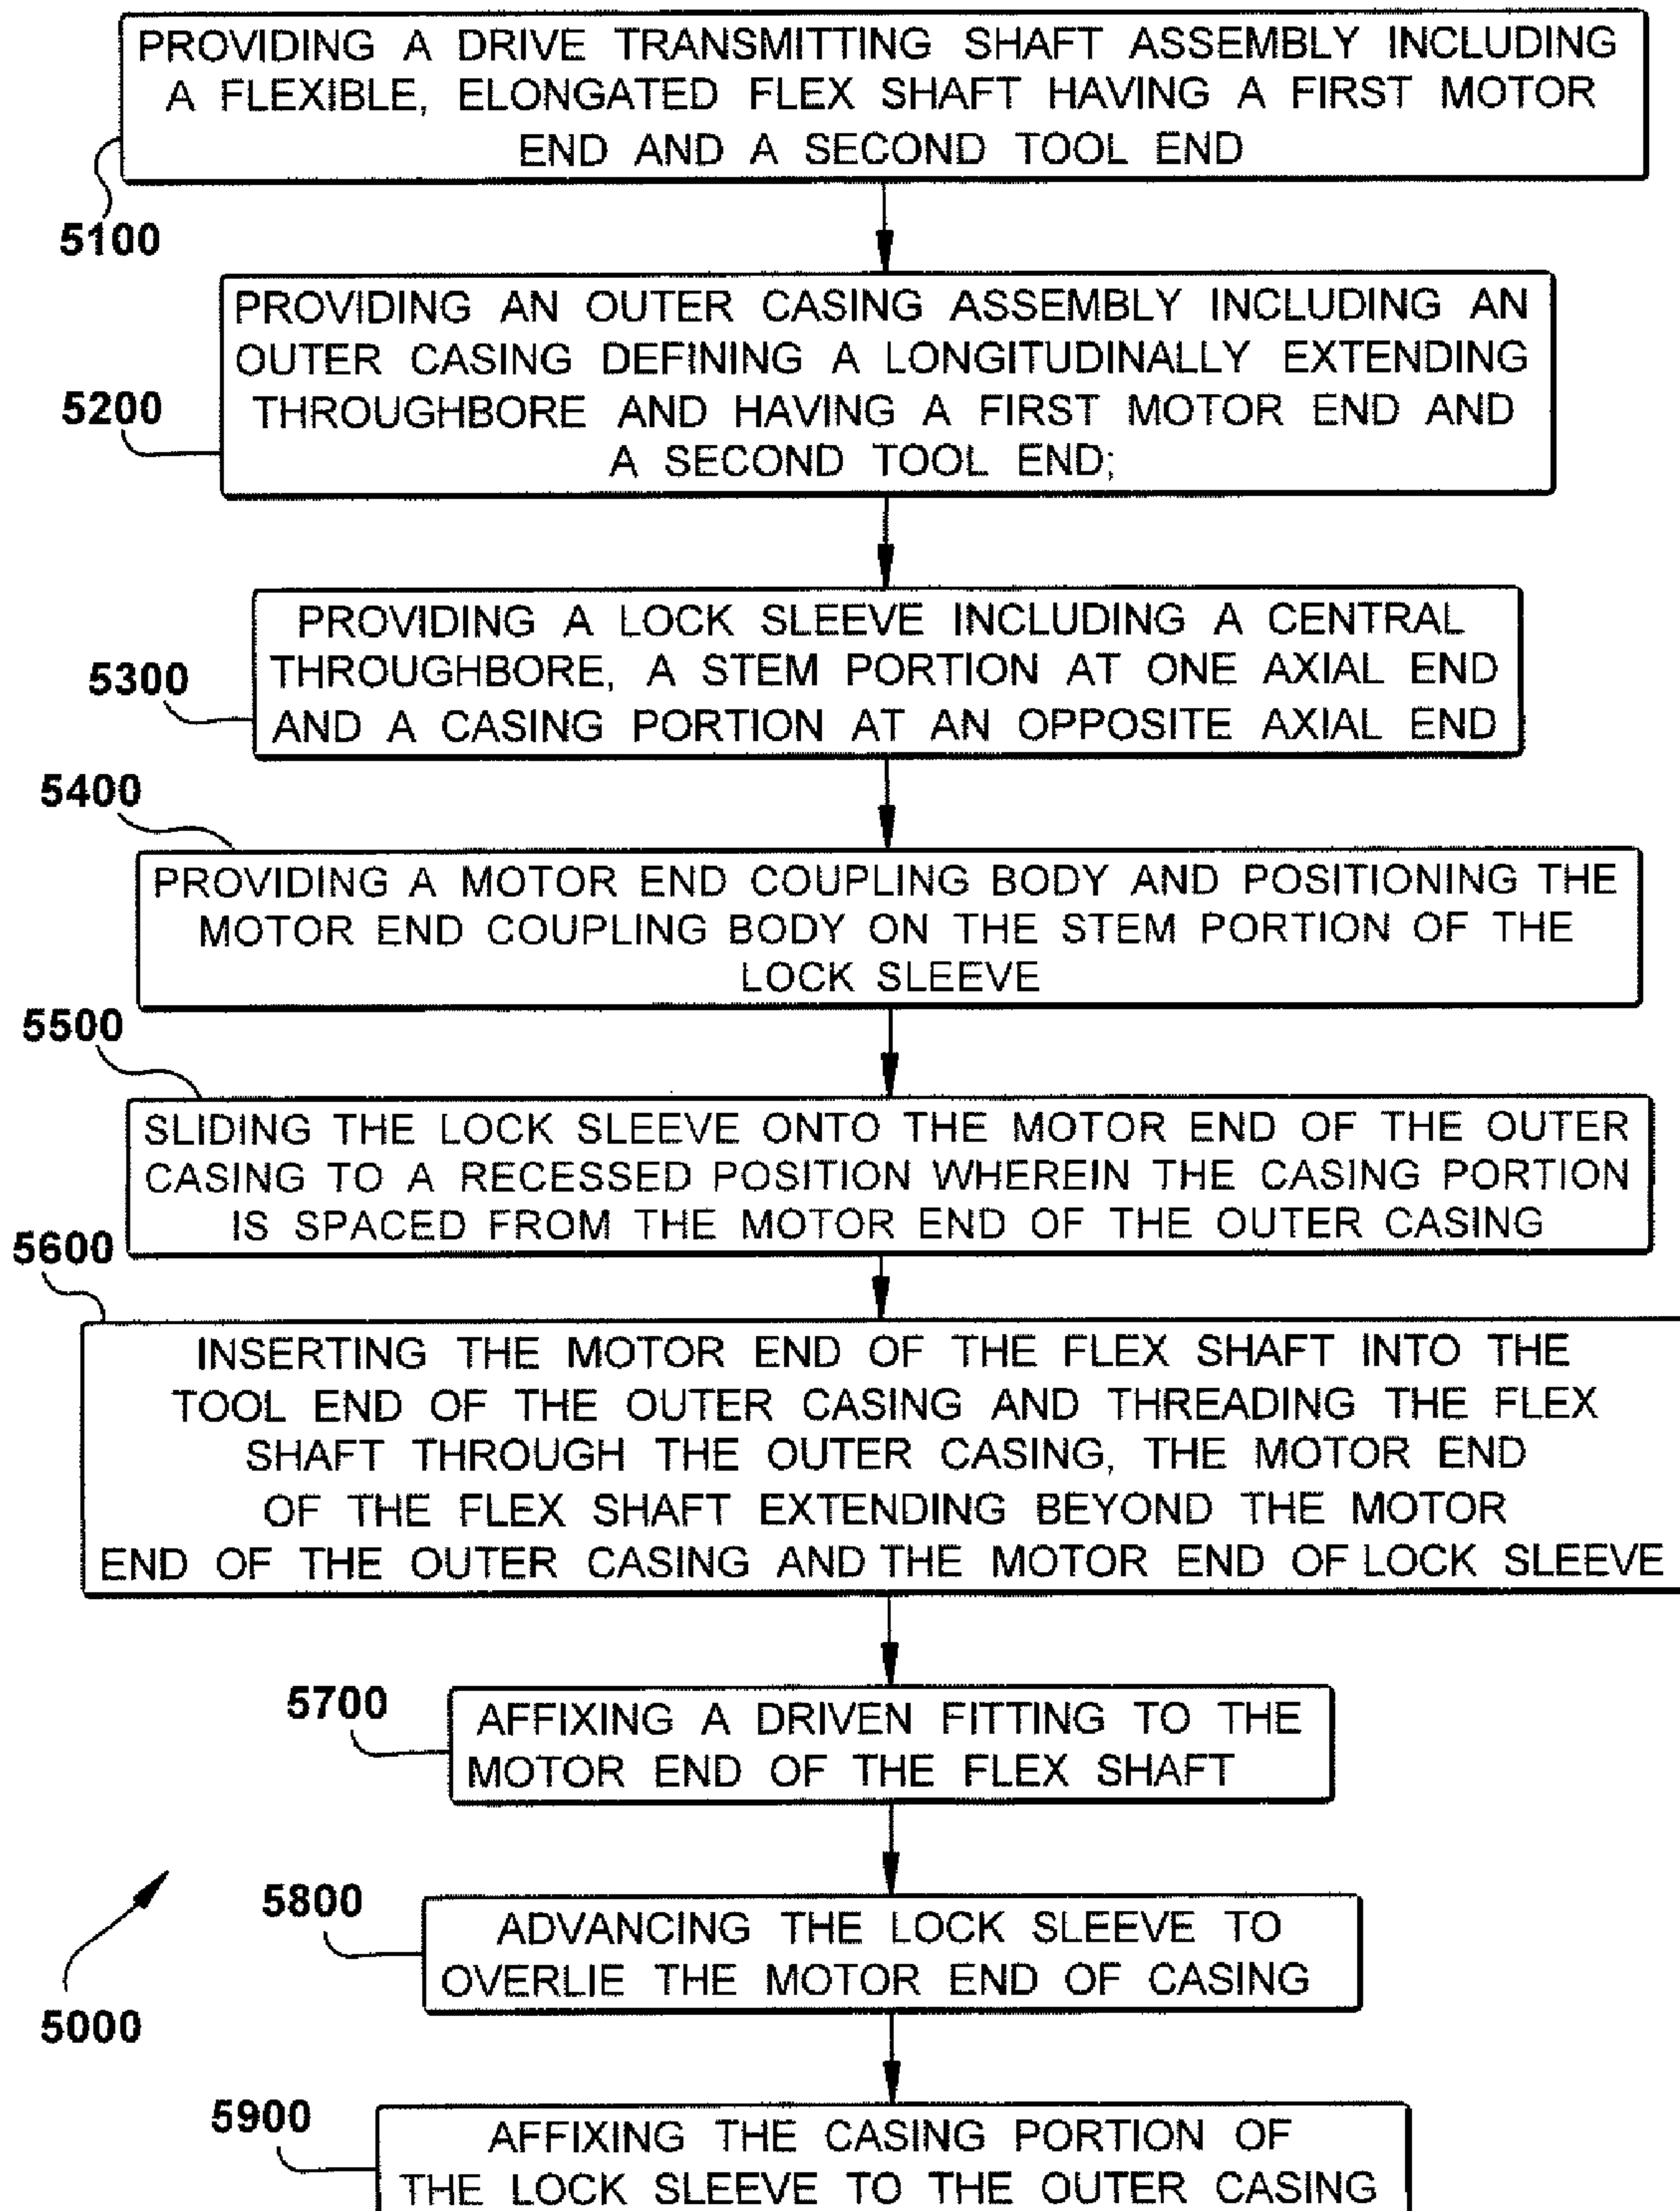 PROVIDING A DRIVE TRANSMITTING SHAFT ASSEMBLY INCLUDING
A FLEXIBLE, ELONGATED FLEX SHAFT HAVING A FIRST MOTOR
END AND A SECOND TOOL END
5100
PROVIDING AN OUTER CASING ASSEMBLY INCLUDING AN
OUTER CASING DEFINING A LONGITUDINALLY EXTENDING
THROUGHBORE AND HAVING A FIRST MOTOR END AND
A SECOND TOOL END;
5200
PROVIDING A LOCK SLEEVE INCLUDING A CENTRAL
THROUGHBORE, A STEM PORTION AT ONE AXIAL END
AND A CASING PORTION AT AN OPPOSITE AXIAL END
5300
5400
PROVIDING A MOTOR END COUPLING BODY AND POSITIONING THE
MOTOR END COUPLING BODY ON THE STEM PORTION OF THE
LOCK SLEEVE
5500
SLIDING THE LOCK SLEEVE ONTO THE MOTOR END OF THE OUTER
CASING TO A RECESSED POSITION WHEREIN THE CASING PORTION
IS SPACED FROM THE MOTOR END OF THE OUTER CASING
5600
INSERTING THE MOTOR END OF THE FLEX SHAFT INTO THE
TOOL END OF THE OUTER CASING AND THREADING THE FLEX
SHAFT THROUGH THE OUTER CASING, THE MOTOR END
OF THE FLEX SHAFT EXTENDING BEYOND THE MOTOR
END OF THE OUTER CASING AND THE MOTOR END OF LOCK SLEEVE
5700
AFFIXING A DRIVEN FITTING TO THE
MOTOR END OF THE FLEX SHAFT
5800
ADVANCING THE LOCK SLEEVE TO
OVERLIE THE MOTOR END OF CASING
5000
5900
AFFIXING THE CASING PORTION OF
THE LOCK SLEEVE TO THE OUTER CASING